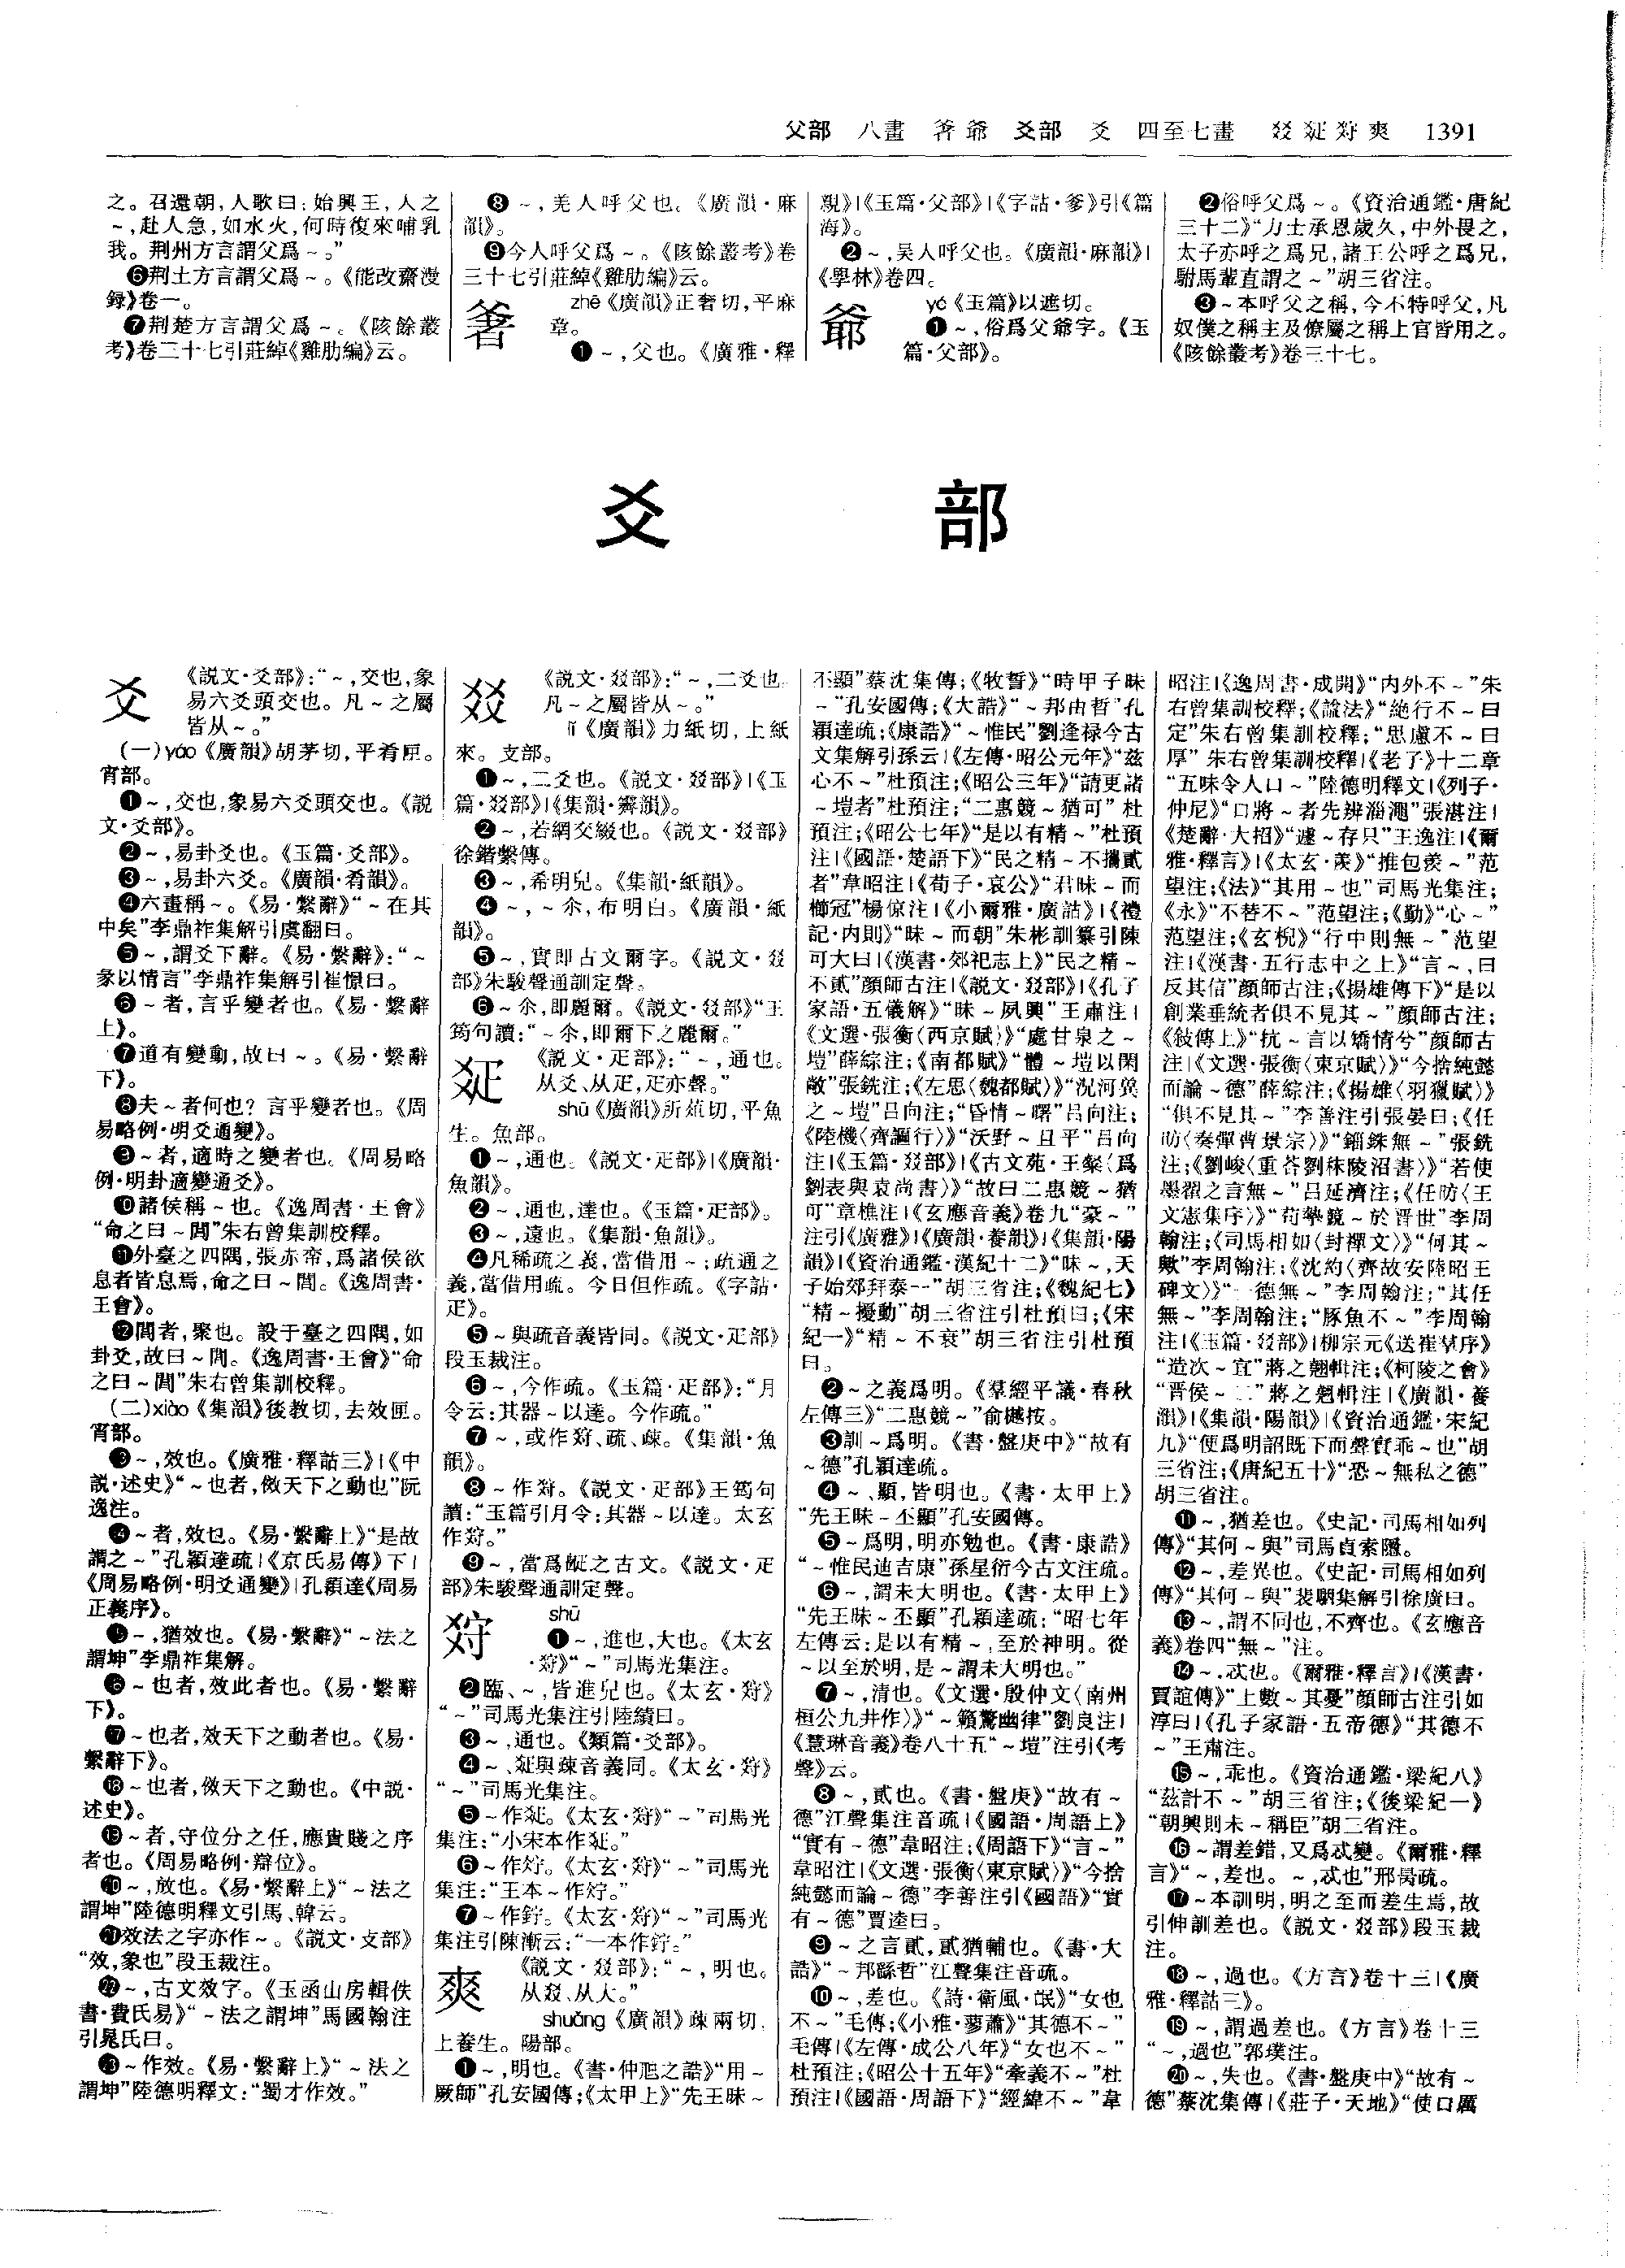 父部　八畫　𤕒爺　爻部　爻　四至七畫　㸚𤕟𤕠爽　1391
之。召還朝,人歌曰:始興王,人之
~,赴人急,如水火,何時復來哺乳
我。荆州方言謂父爲~。”
❻荆土方言謂父爲~。《能改齋漫
録》卷一。
❼荆楚方言謂父爲~。《陔餘叢
考》卷三十七引莊綽《雞肋編》云。
❽~,羌人呼父也。《廣韻·麻
韻》。
❾今人呼父爲~。《陔餘叢考》卷
三十七引莊綽《雞肋編》云。
zhē《廣韻》正奢切,平麻
章。
❶~,父也。《廣雅·釋
親》|《玉篇·父部》|《字詁·爹》引《篇
海》。
❷~,吴人呼父也。《廣韻·麻韻》|
《學林》卷四。
爺
yé《玉篇》以遮切。
❶~,俗爲父爺字。《玉
篇·父部》。
❷俗呼父爲~。《資治通鑑·唐紀
三十二》“力士承恩歲久,中外畏之,
太子亦呼之爲兄,諸王公呼之爲兄,
駙馬輩直謂之~”胡三省注。
❸~本呼父之稱,今不特呼父,凡
奴僕之稱主及僚屬之稱上官皆用之。
《陔餘叢考》卷三十七。
爻　部
爻
《説文·爻部》:“~,交也,象
易六爻頭交也。凡~之屬
皆从~。”
(一)yáo《廣韻》胡茅切,平肴匣。
宵部。
❶~,交也,象易六爻頭交也。《説
文·爻部》。
❷~,易卦爻也。《玉篇·爻部》。
❸~,易卦六爻。《廣韻·肴韻》。
❹六畫稱~。《易·繫辭》“~在其
中矣”李鼎祚集解引虞翻曰。
❺~,謂爻下辭。《易·繫辭》:“~
彖以情言”李鼎祚集解引崔憬曰。
❻~者,言乎變者也。《易·繫辭
上》。
❼道有變動,故曰~。《易·繫辭
下》。
❽夫~者何也?言乎變者也。《周
易略例·明爻通變》。
❾~者,適時之變者也。《周易略
例·明卦適變通爻》。
❿諸侯稱~也。《逸周書·王會》
“命之曰~閭”朱右曾集訓校釋。
⓫外臺之四隅,張赤帟,爲諸侯欲
息者皆息焉,命之曰~閭。《逸周書·
王會》。
⓬閭者,聚也。設于臺之四隅,如
卦爻,故曰~閭。《逸周書·王會》“命
之曰~閭”朱右曾集訓校釋。
(二)xiào《集韻》後教切,去效匣。
宵部。
⓭~,效也。《廣雅·釋詁三》|《中
説·述史》“~也者,倣天下之動也”阮
逸注。
⓮~者,效也。《易·繫辭上》“是故
謂之~”孔穎達疏|《京氏易傳》下|
《周易略例·明爻通變》|孔穎達《周易
正義序》。
⓯~,猶效也。《易·繫辭》“~法之
謂坤”李鼎祚集解。
⓰~也者,效此者也。《易·繫辭
下》。
⓱~也者,效天下之動者也。《易·
繫辭下》。
⓲~也者,倣天下之動也。《中説·
述史》。
⓳~者,守位分之任,應貴賤之序
者也。《周易略例·辯位》。
⓴~,放也。《易·繫辭上》“~法之
謂坤”陸德明釋文引馬、韓云。
㉑效法之字亦作~。《説文·支部》
“效,象也”段玉裁注。
㉒~,古文效字。《玉函山房輯佚
書·費氏易》“~法之謂坤”馬國翰注
引晁氏曰。
㉓~作效。《易·繫辭上》“~法之
謂坤”陸德明釋文:“蜀才作效。”
㸚
《説文·㸚部》:“~,二爻也。
凡~之屬皆从~。”
lǐ《廣韻》力紙切,上紙
來。支部。
❶~,二爻也。《説文·㸚部》|《玉
篇·㸚部》|《集韻·霽韻》。
❷~,若網交綴也。《説文·㸚部》
徐鍇繫傳。
❸~,希明皃。《集韻·紙韻》。
❹~,~尒,布明白。《廣韻·紙
韻》。
❺~,實即古文爾字。《説文·㸚
部》朱駿聲通訓定聲。
❻~尒,即麗爾。《説文·㸚部》“王
筠句讀:“~尒,即爾下之麗爾。”
《説文·疋部》:“~,通也。
从爻、从疋,疋亦聲。”
shū《廣韻》所葅切,平魚
生。魚部。
❶~,通也。《説文·疋部》|《廣韻·
魚韻》。
❷~,通也,達也。《玉篇·疋部》。
❸~,遠也。《集韻·魚韻》。
❹凡稀疏之義,當借用~;疏通之
義,當借用疏。今日但作疏。《字詁·
疋》。
❺~與疏音義皆同。《説文·疋部》
段玉裁注。
❻~,今作疏。《玉篇·疋部》:“月
令云:其器~以達。今作疏。”
❼~,或作𤕠、疏、疎。《集韻·魚
韻》。
❽~作𤕠。《説文·疋部》王筠句
讀:“玉篇引月令:其器~以達。太玄
作𤕠。”
❾~,當爲𤴙之古文。《説文·疋
部》朱駿聲通訓定聲。
shū
❶~,進也,大也。《太玄
·𤕠》“~”司馬光集注。
❷臨、~,皆進皃也。《太玄·𤕠》
“~”司馬光集注引陸績曰。
❸~,通也。《類篇·爻部》。
❹~、𤕟與疎音義同。《太玄·𤕠》
“~”司馬光集注。
❺~作𤕟。《太玄·𤕠》“~”司馬光
集注:“小宋本作𤕟。”
❻~作𤕠。《太玄·𤕠》“~”司馬光
集注:“王本~作𤕠。”
❼~作釨。《太玄·𤕠》“~”司馬光
集注引陳漸云:“一本作釨。”
爽
《説文·㸚部》:“~,明也。
从㸚、从大。”
shuǎng《廣韻》疎兩切,
上養生。陽部。
❶~,明也。《書·仲虺之誥》“用~
厥師”孔安國傳;《太甲上》“先王昧~
丕顯”蔡沈集傳;《牧誓》“時甲子昧
~”孔安國傳;《大誥》“~邦由哲”孔
穎達疏;《康誥》“~惟民”劉逢禄今古
文集解引孫云|《左傳·昭公元年》“兹
心不~”杜預注;《昭公三年》“請更諸
~塏者”杜預注;“二惠競~猶可”杜
預注;《昭公七年》“是以有精~”杜預
注|《國語·楚語下》“民之精~不攜貳
者”韋昭注|《荀子·哀公》“君昧~而
櫛冠”楊倞注|《小爾雅·廣詁》|《禮
記·内則》“昧~而朝”朱彬訓纂引陳
可大曰|《漢書·郊祀志上》“民之精~
不貳”顏師古注|《説文·㸚部》|《孔子
家語·五儀解》“昧~夙興”王肅注|
《文選·張衡〈西京賦〉》“處甘泉之~
塏”薛綜注;《南都賦》“體~塏以閑
敞”張銑注;《左思〈魏都賦〉》“況河冀
之~塏”吕向注;“昏情~曙”吕向注;
《陸機〈齊謳行〉》“沃野~且平”吕向
注|《玉篇·㸚部》|《古文苑·王粲〈爲
劉表與袁尚書〉》“故曰二惠競~猶
可”章樵注|《玄應音義》卷九“豪~”
注引《廣雅》|《廣韻·養韻》|《集韻·陽
韻》|《資治通鑑·漢紀十二》“昧~,天
子始郊拜泰一”胡三省注;《魏紀七》
“精~擾動”胡三省注引杜預曰;《宋
紀一》“精~不衰”胡三省注引杜預
曰。
❷~之義爲明。《羣經平議·春秋
左傳三》“二惠競~”俞樾按。
❸訓~爲明。《書·盤庚中》“故有
~德”孔穎達疏。
❹~、顯,皆明也。《書·太甲上》
“先王昧~丕顯”孔安國傳。
❺~爲明,明亦勉也。《書·康誥》
“~惟民迪吉康”孫星衍今古文注疏。
❻~,謂未大明也。《書·太甲上》
“先王昧~丕顯”孔穎達疏:“昭七年
左傳云:是以有精~,至於神明。從
~以至於明,是~謂未大明也。”
❼~,清也。《文選·殷仲文〈南州
桓公九井作〉》“~籟驚幽律”劉良注|
《慧琳音義》卷八十五“~塏”注引《考
聲》云。
❽~,貳也。《書·盤庚》“故有~
德”江聲集注音疏|《國語·周語上》
“實有~德”韋昭注;《周語下》“言~”
韋昭注|《文選·張衡〈東京賦〉》“今捨
純懿而論~德”李善注引《國語》“實
有~德”賈逵曰。
❾~之言貳,貳猶輔也。《書·大
誥》“~邦繇哲”江聲集注音疏。
❿~,差也。《詩·衛風·氓》“女也
不~”毛傳;《小雅·蓼蕭》“其德不~”
毛傳|《左傳·成公八年》“女也不~”
杜預注;《昭公十五年》“率義不~”杜
預注|《國語·周語下》“經緯不~”韋
昭注|《逸周書·成開》“内外不~”朱
右曾集訓校釋;《諡法》“絶行不~曰
定”朱右曾集訓校釋;“思慮不~曰
厚”朱右曾集訓校釋|《老子》十二章
“五味令人口~”陸德明釋文|《列子·
仲尼》“口將~者先辨淄澠”張湛注|
《楚辭·大招》“遽~存只”王逸注|《爾
雅·釋言》|《太玄·羡》“推包羡~”范
望注;《法》“其用~也”司馬光集注;
《永》“不替不~”范望注;《勤》“心~”
范望注;《玄棿》“行中則無~”范望
注|《漢書·五行志中之上》“言~,曰
反其信”顏師古注;《揚雄傳下》“是以
創業垂統者俱不見其~”顏師古注;
《敍傳上》“抗~言以矯情兮”顏師古
注|《文選·張衡〈東京賦〉》“今捨純懿
而論~德”薛綜注;《揚雄〈羽獵賦〉》
“俱不見其~”李善注引張晏曰;《任
昉〈奏彈曹景宗〉》“錙銖無~”張銑
注;《劉峻〈重荅劉秣陵沼書〉》“若使
墨翟之言無~”吕延濟注;《任昉〈王
文憲集序〉》“荀摯競~於晋世”李周
翰注;《司馬相如〈封禪文〉》“何其~
歟”李周翰注;《沈約〈齊故安陸昭王
碑文〉》“一德無~”李周翰注;“其任
無~”李周翰注;“豚魚不~”李周翰
注|《玉篇·㸚部》|柳宗元《送崔羣序》
“造次~宜”蔣之翹輯注;《柯陵之會》
“晋侯~二”蔣之翹輯注|《廣韻·養
韻》|《集韻·陽韻》|《資治通鑑·宋紀
九》“便爲明詔既下而聲實乖~也”胡
三省注;《唐紀五十》“恐~無私之德”
胡三省注。
⓫~,猶差也。《史記·司馬相如列
傳》“其何~與”司馬貞索隱。
⓬~,差異也。《史記·司馬相如列
傳》“其何~與”裴駰集解引徐廣曰。
⓭~,謂不同也,不齊也。《玄應音
義》卷四“無~”注。
⓮~,忒也。《爾雅·釋言》|《漢書·
賈誼傳》“上數~其憂”顏師古注引如
淳曰|《孔子家語·五帝德》“其德不
~”王肅注。
⓯~,乖也。《資治通鑑·梁紀八》
“兹計不~”胡三省注;《後梁紀一》
“朝興則未~稱臣”胡三省注。
⓰~謂差錯,又爲忒變。《爾雅·釋
言》“~,差也。~,忒也”邢昺疏。
⓱~本訓明,明之至而差生焉,故
引伸訓差也。《説文·㸚部》段玉裁
注。
⓲~,過也。《方言》卷十三|《廣
雅·釋詁三》。
⓳~,謂過差也。《方言》卷十三
“~,過也”郭璞注。
⓴~,失也。《書·盤庚中》“故有~
德”蔡沈集傳|《莊子·天地》“使口厲